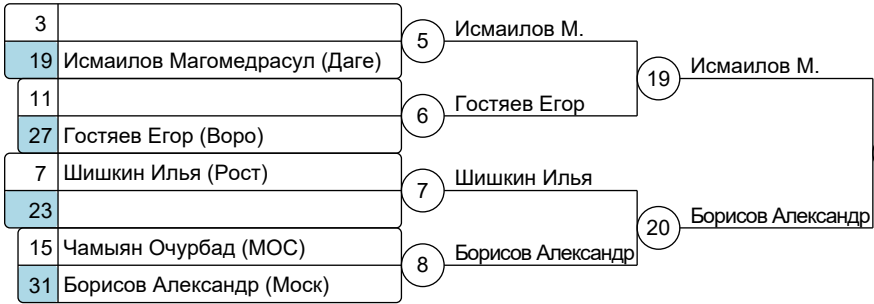 3
19 Исмаилов Магомедрасул (Даге)
11
27 Гостяев Егор (Воро)
7 Шишкин Илья (Рост)
23
15 Чамыян Очурбад (МОС)
31 Борисов Александр (Моск)
5 Исмаилов М.
6 Гостяев Егор
7 Шишкин Илья
8 Борисов Александр
19 Исмаилов М.
20 Борисов Александр